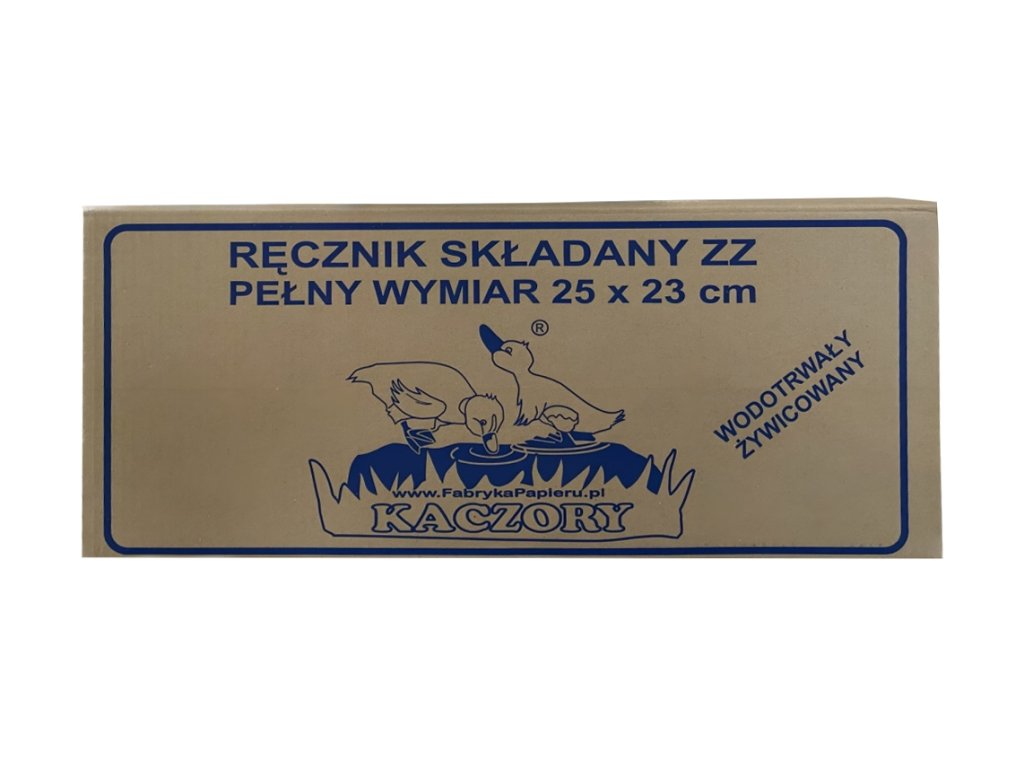 RĘCZNIK SKŁADANY ZZ
PEŁNY WYMIAR 25 x 23 cm
®
WODOTRWAŁY
ŻYWICOWANY
www.FabrykaPapieru.pl
KACZORY